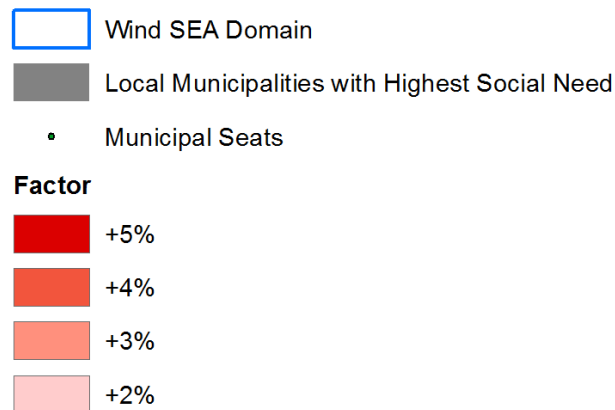 Wind SEA Domain
Local Municipalities with Highest Social Need
Municipal Seats
Factor
+5%
+4%
+3%
+2%